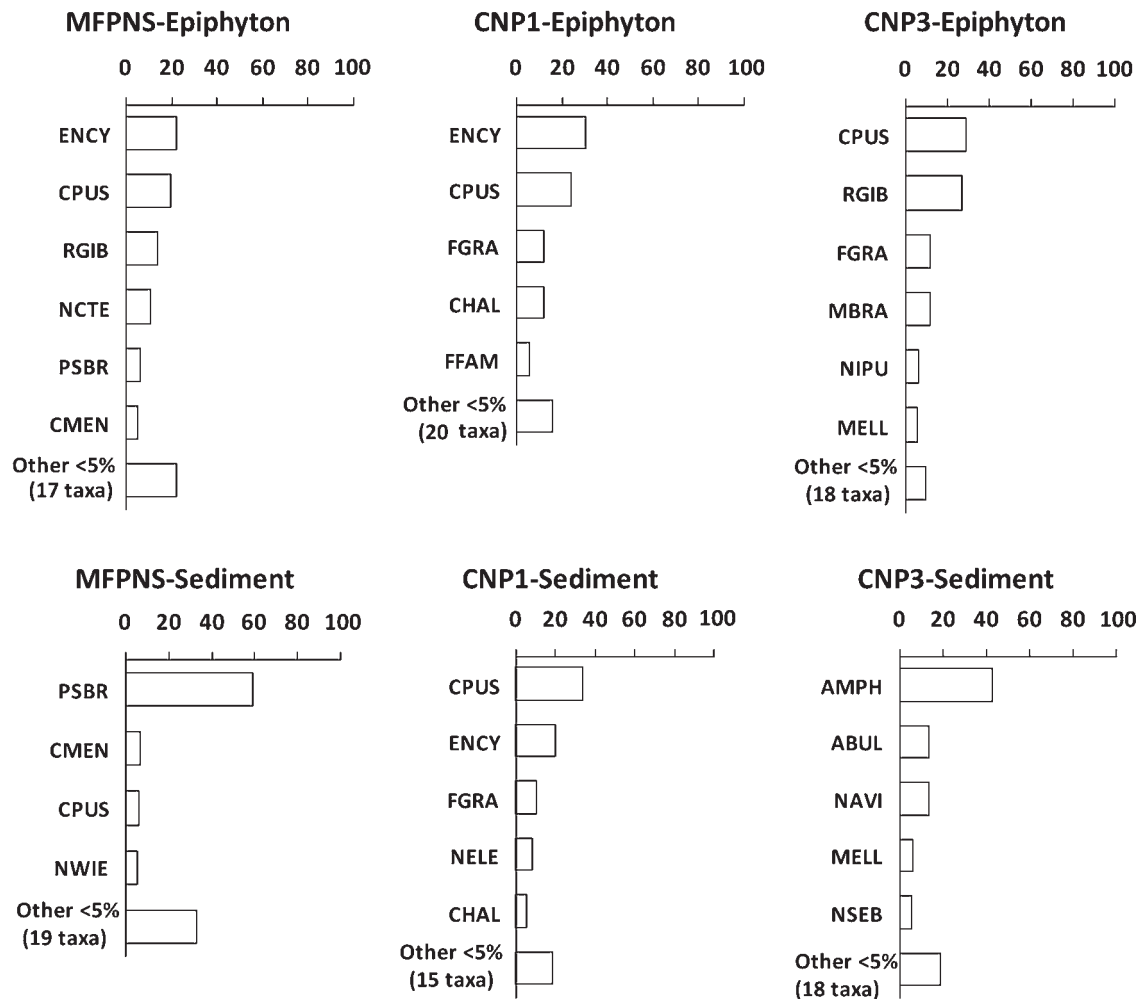 MFPNS-Epiphyton
0 20 40 60 80 100
ENCY
CPUS
RGIB
NCTE
PSBR
CMEN
Other <5%
(17 taxa)
CNP1-Epiphyton
0 20 40 60 80 100
ENCY
CPUS
FGRA
CHAL
FFAM
Other <5%
(20 taxa)
CNP3-Epiphyton
0 20 40 60 80 100
CPUS
RGIB
FGRA
MBRA
NIPU
MELL
Other <5%
(18 taxa)
MFPNS-Sediment
0 20 40 60 80 100
PSBR
CMEN
CPUS
NWIE
Other <5%
(19 taxa)
CNP1-Sediment
0 20 40 60 80 100
CPUS
ENCY
FGRA
NELE
CHAL
Other <5%
(15 taxa)
CNP3-Sediment
0 20 40 60 80 100
AMPH
ABUL
NAVI
MELL
NSEB
Other <5%
(18 taxa)